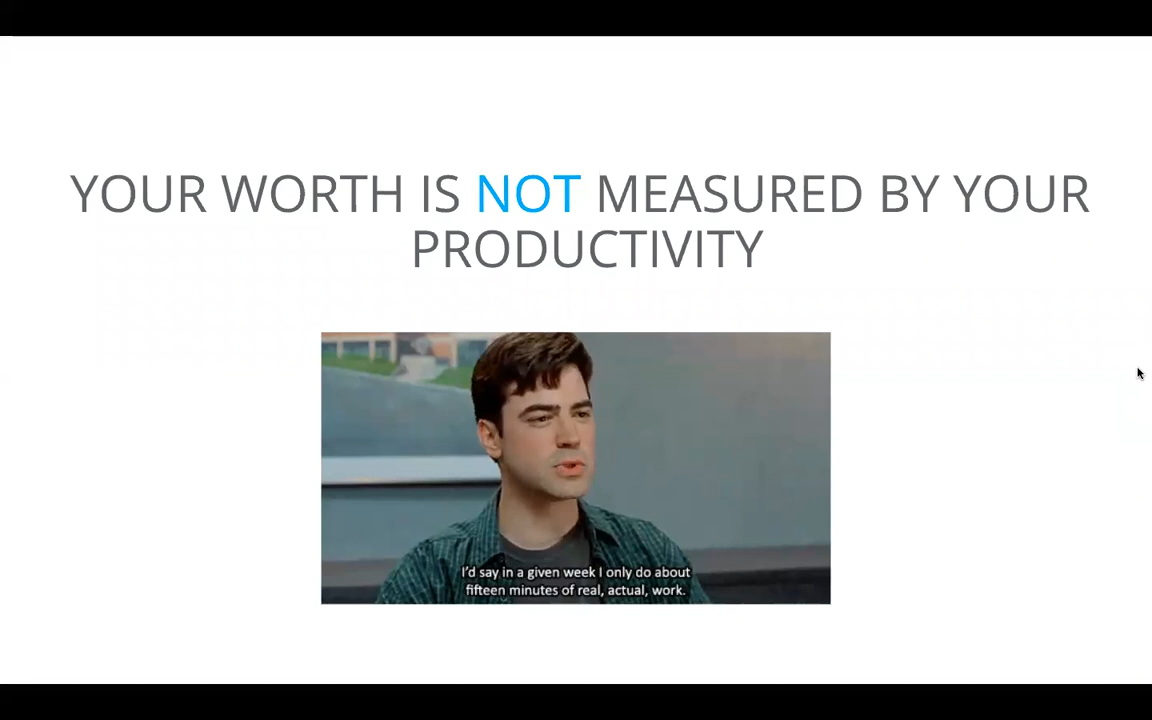 YOUR WORTH IS NOT MEASURED BY YOUR
PRODUCTIVITY
I'd say in a given week I only do about
fifteen minutes of real, actual, work.